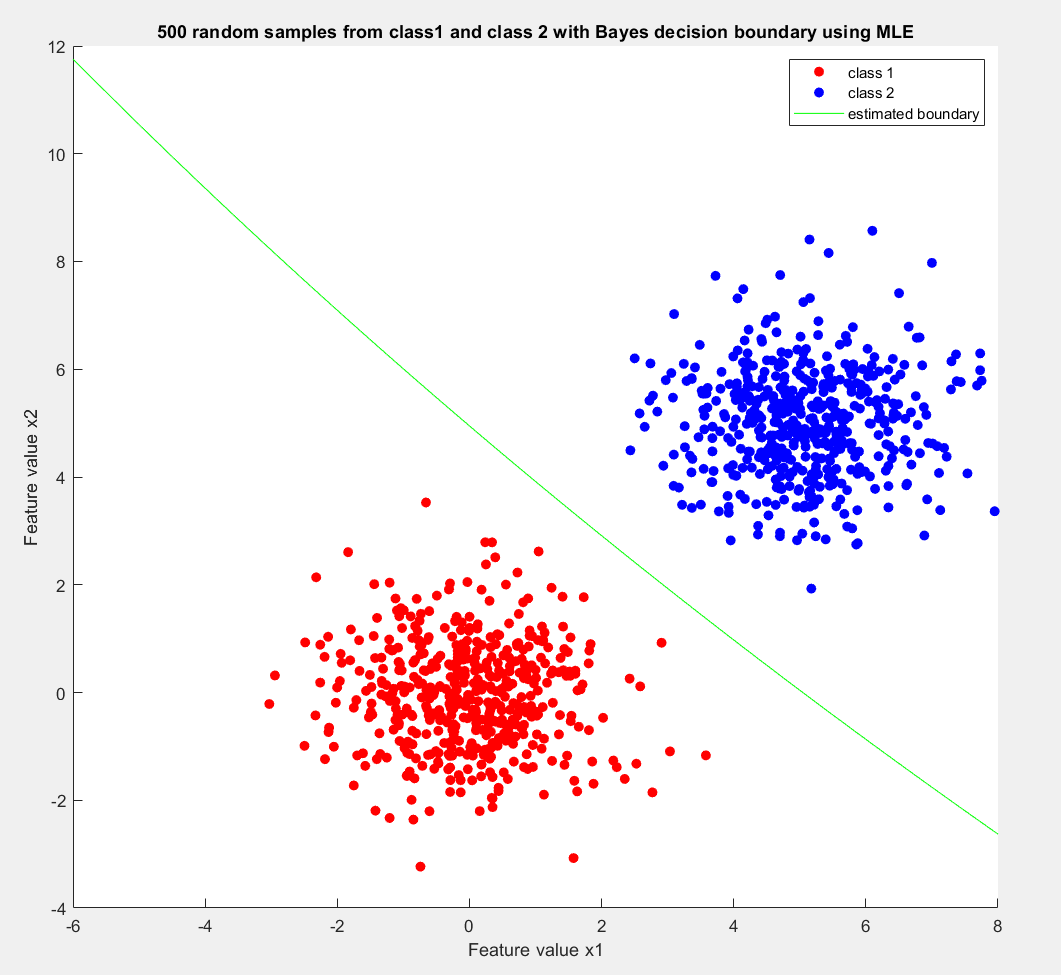 500 random samples from class1 and class 2 with Bayes decision boundary using MLE
class 1
class 2
estimated boundary
12
10
8
6
4
2
0
-2
-4
Feature value x2
-6
-4
-2
0
2
4
6
8
Feature value x1